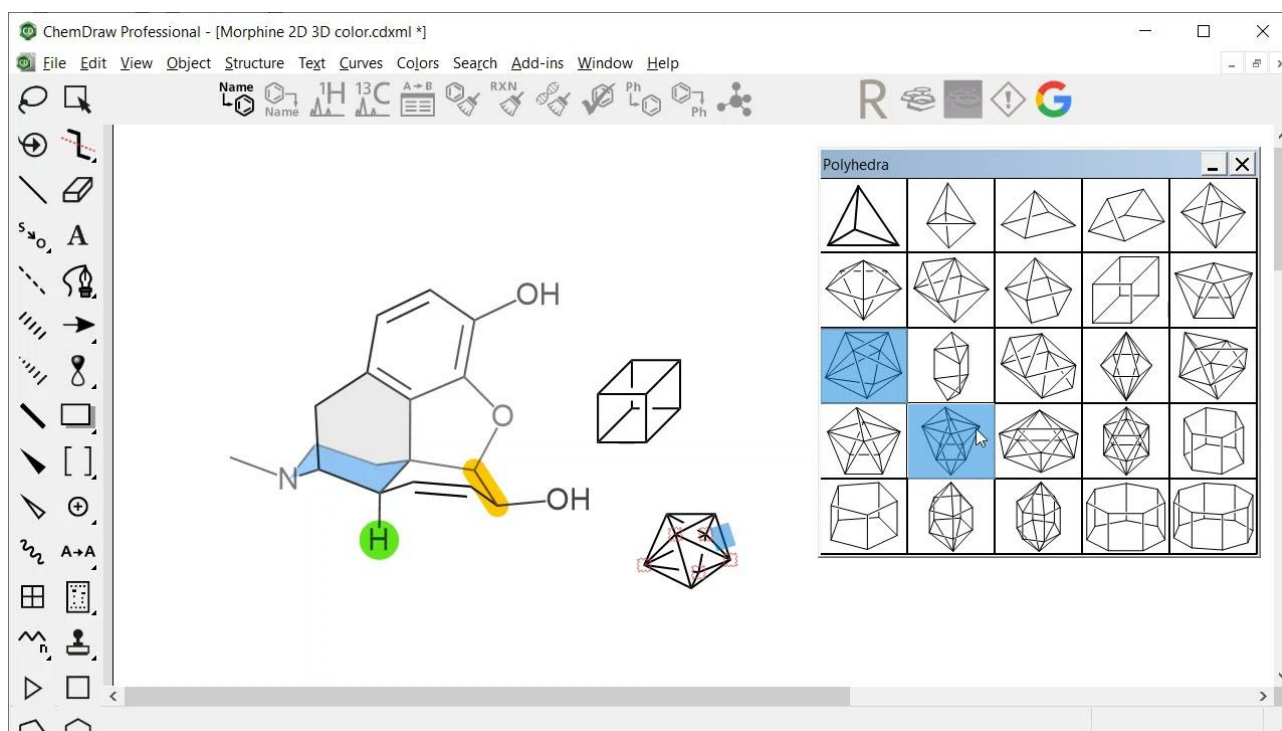 ChemDraw Professional - [Morphine 2D 3D color.cdxml *]
File Edit View Object Structure Text Curves Colors Search Add-ins Window Help
Name Name 1H 13C A→B RXN Ph Ph R ! G
S O A
A→A
n
Polyhedra
OH
O
N
OH
H